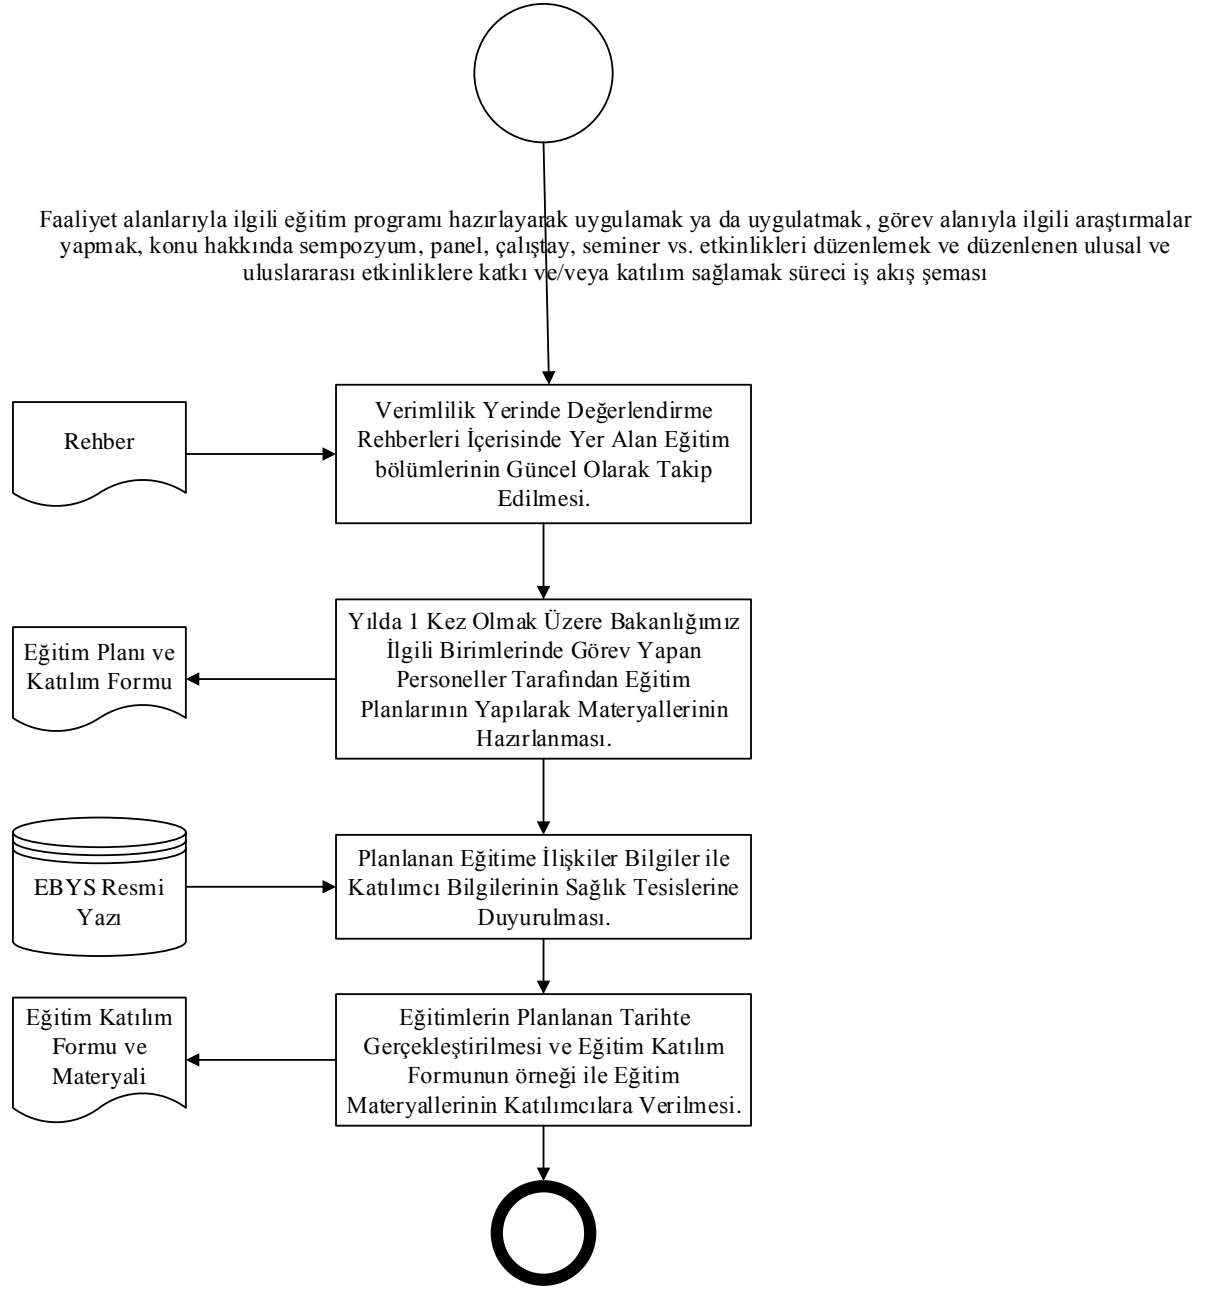 Faaliyet alanlarıyla ilgili eğitim programı hazırlayarak uygulamak ya da uygulatmak, görev alanıyla ilgili araştırmalar
yapmak, konu hakkında sempozyum, panel, çalıştay, seminer vs. etkinlikleri düzenlemek ve düzenlenen ulusal ve
uluslararası etkinliklere katkı ve/veya katılım sağlamak süreci iş akış şeması
Rehber
Verimlilik Yerinde Değerlendirme
Rehberleri İçerisinde Yer Alan Eğitim
bölümlerinin Güncel Olarak Takip
Edilmesi.
Eğitim Planı ve
Katılım Formu
Yılda 1 Kez Olmak Üzere Bakanlığımız
İlgili Birimlerinde Görev Yapan
Personeller Tarafından Eğitim
Planlarının Yapılarak Materyallerinin
Hazırlanması.
EBYS Resmi
Yazı
Planlanan Eğitime İlişkiler Bilgiler ile
Katılımcı Bilgilerinin Sağlık Tesislerine
Duyurulması.
Eğitim Katılım
Formu ve
Materyali
Eğitimlerin Planlanan Tarihte
Gerçekleştirilmesi ve Eğitim Katılım
Formunun örneği ile Eğitim
Materyallerinin Katılımcılara Verilmesi.